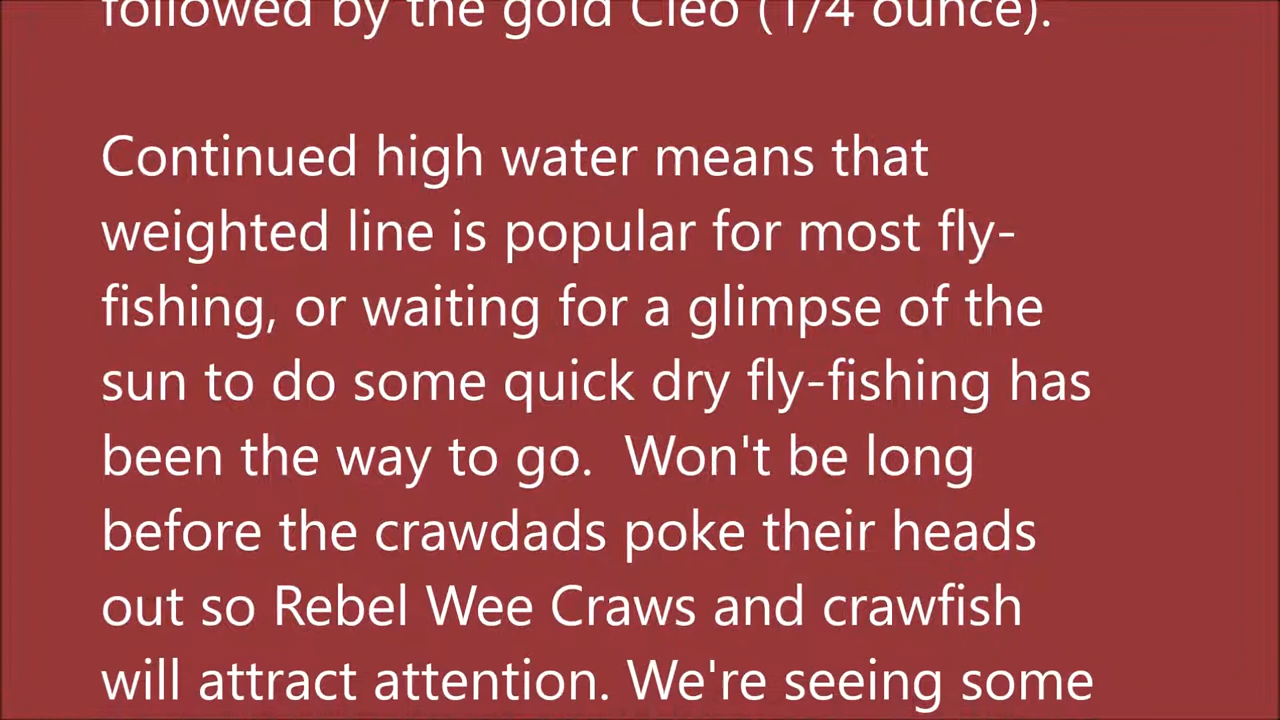 followed by the gold Cleo (1/4 ounce).
Continued high water means that
weighted line is popular for most fly-
fishing, or waiting for a glimpse of the
sun to do some quick dry fly-fishing has
been the way to go.  Won't be long
before the crawdads poke their heads
out so Rebel Wee Craws and crawfish
will attract attention. We're seeing some